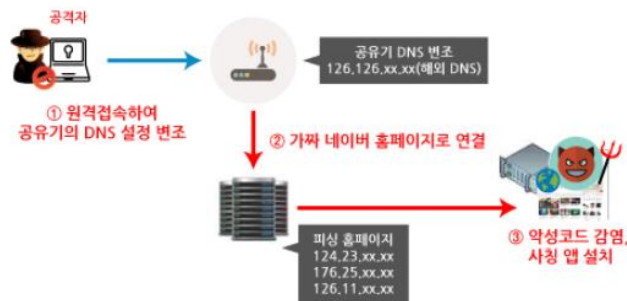 공격자
공유기 DNS 변조
126,126,xx,xx(해외 DNS)
① 원격접속하여
공유기의 DNS 설정 변조
② 가짜 네이버 홈페이지로 연결
피싱 홈페이지
124,23,xx,xx
176,25,xx,xx
126,11,xx,xx
③ 악성코드 감염,
사칭 앱 설치